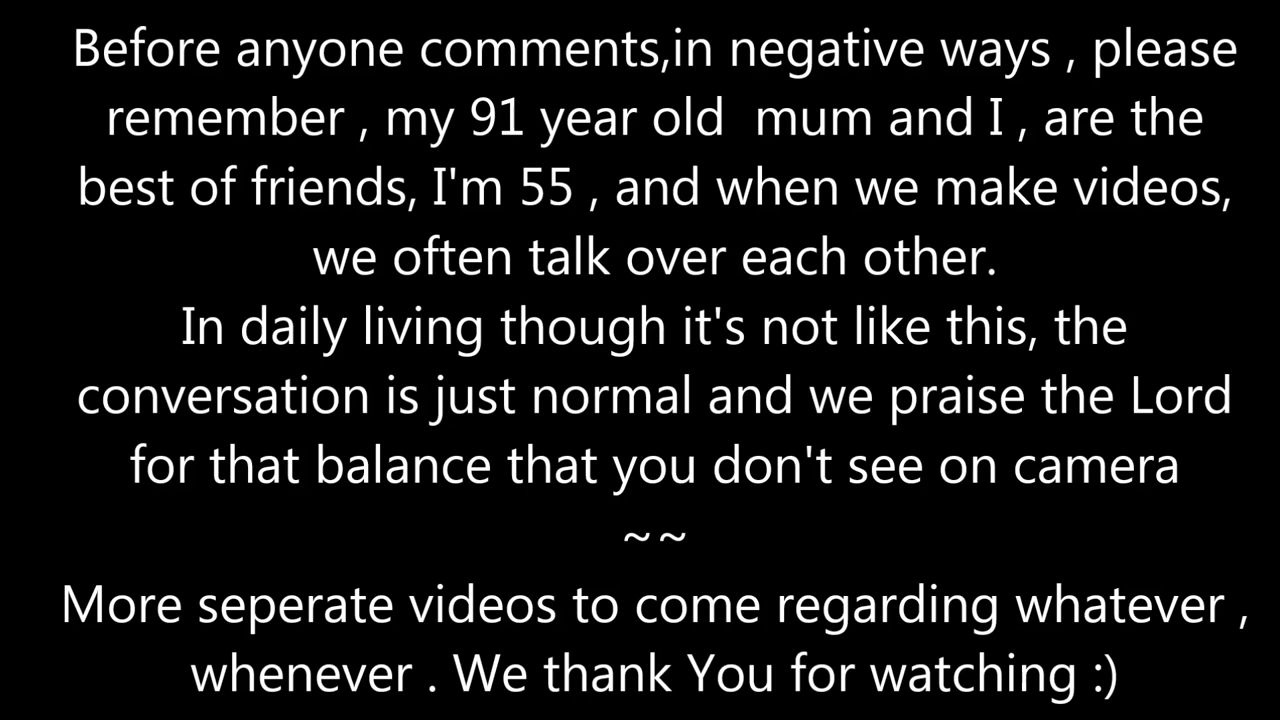 Before anyone comments,in negative ways , please
remember , my 91 year old  mum and I , are the
best of friends, I'm 55 , and when we make videos,
we often talk over each other.
In daily living though it's not like this, the
conversation is just normal and we praise the Lord
for that balance that you don't see on camera
~~
More seperate videos to come regarding whatever ,
whenever . We thank You for watching :)